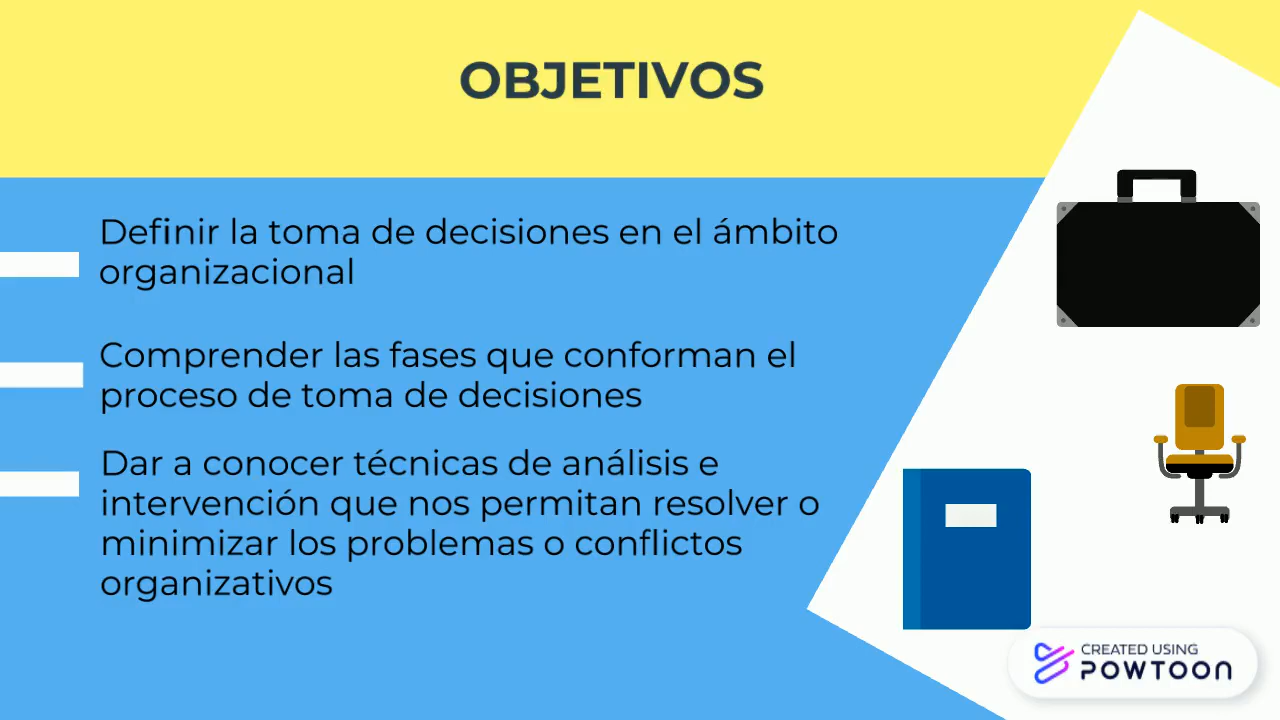 OBJETIVOS
Definir la toma de decisiones en el ámbito
organizacional
Comprender las fases que conforman el
proceso de toma de decisiones
Dar a conocer técnicas de análisis e
intervención que nos permitan resolver o
minimizar los problemas o conflictos
organizativos
CREATED USING
POWTOON